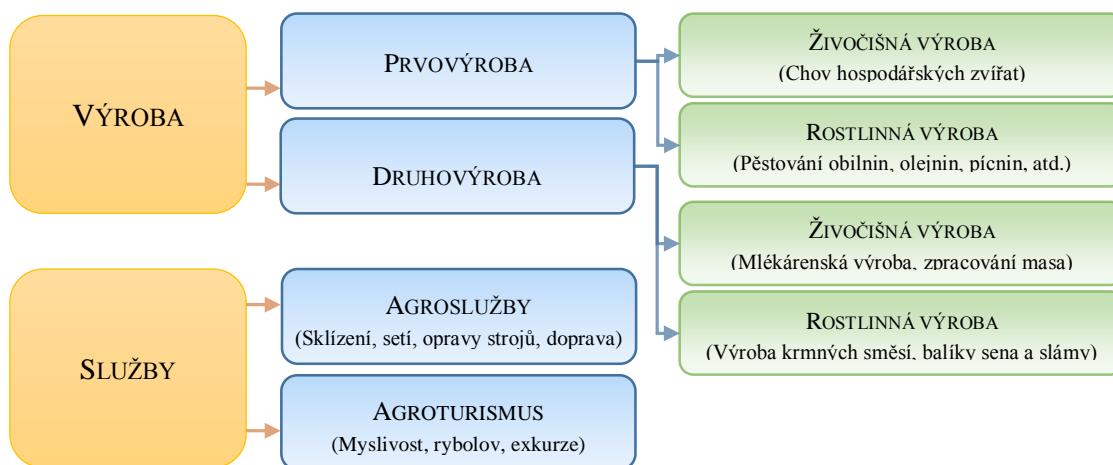 VÝROBA
PRVOVÝROBA
ŽIVOČIŠNÁ VÝROBA
(Chov hospodářských zvířat)
ROSTLINNÁ VÝROBA
(Pěstování obilnin, olejnin, pícnin, atd.)
DRUHOVÝROBA
ŽIVOČIŠNÁ VÝROBA
(Mlékárenská výroba, zpracování masa)
ROSTLINNÁ VÝROBA
(Výroba krmných směsí, balíky sena a slámy)
SLUŽBY
AGROSLUŽBY
(Sklízení, setí, opravy strojů, doprava)
AGROTURISMUS
(Myslivost, rybolov, exkurze)